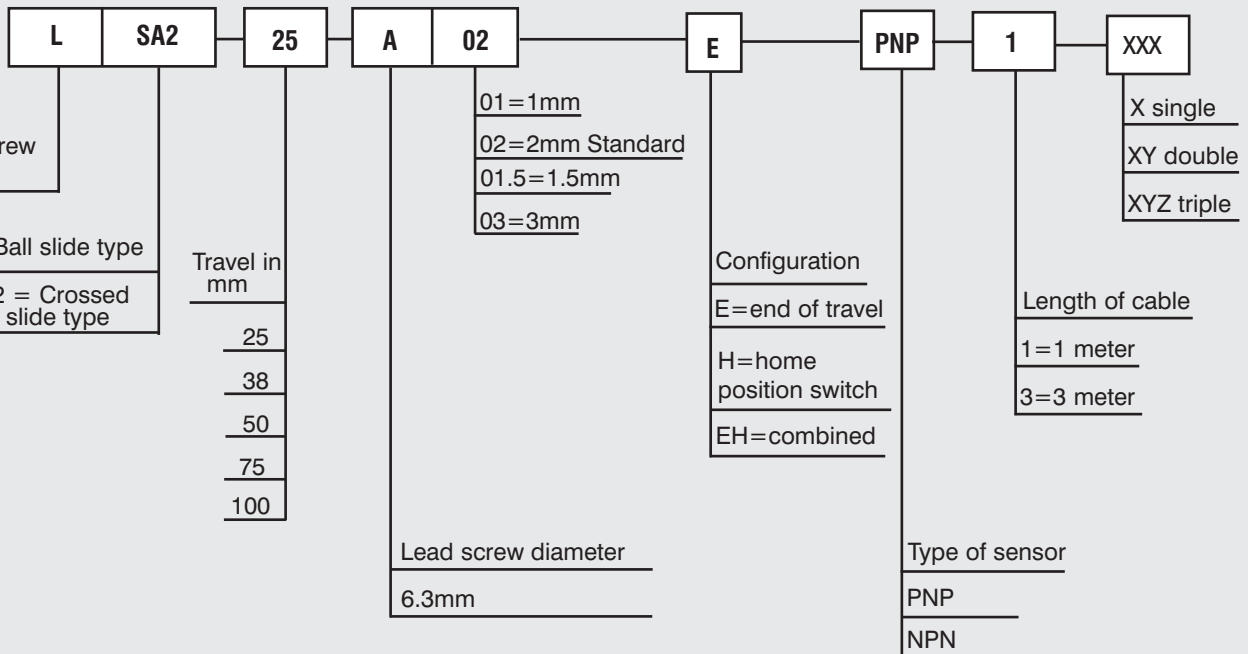 L SA2 25 A 02 E PNP 1 XXX
01=1mm
02=2mm Standard
01.5=1.5mm
03=3mm
X single
XY double
XYZ triple
Ball slide type
2 = Crossed
slide type
Travel in
mm
25
38
50
75
100
Configuration
E=end of travel
H=home
position switch
EH=combined
Length of cable
1=1 meter
3=3 meter
Lead screw diameter
6.3mm
Type of sensor
PNP
NPN